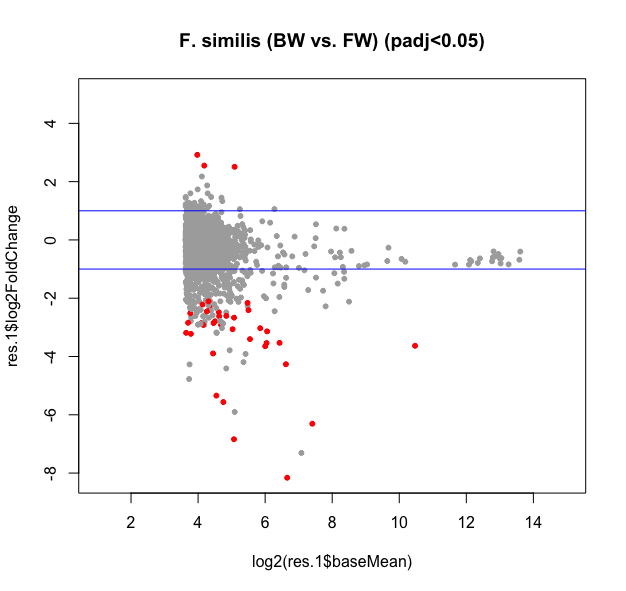 F. similis (BW vs. FW) (padj<0.05)
res.1$log2FoldChange
4
2
0
-2
-4
-6
-8
2 4 6 8 10 12 14
log2(res.1$baseMean)